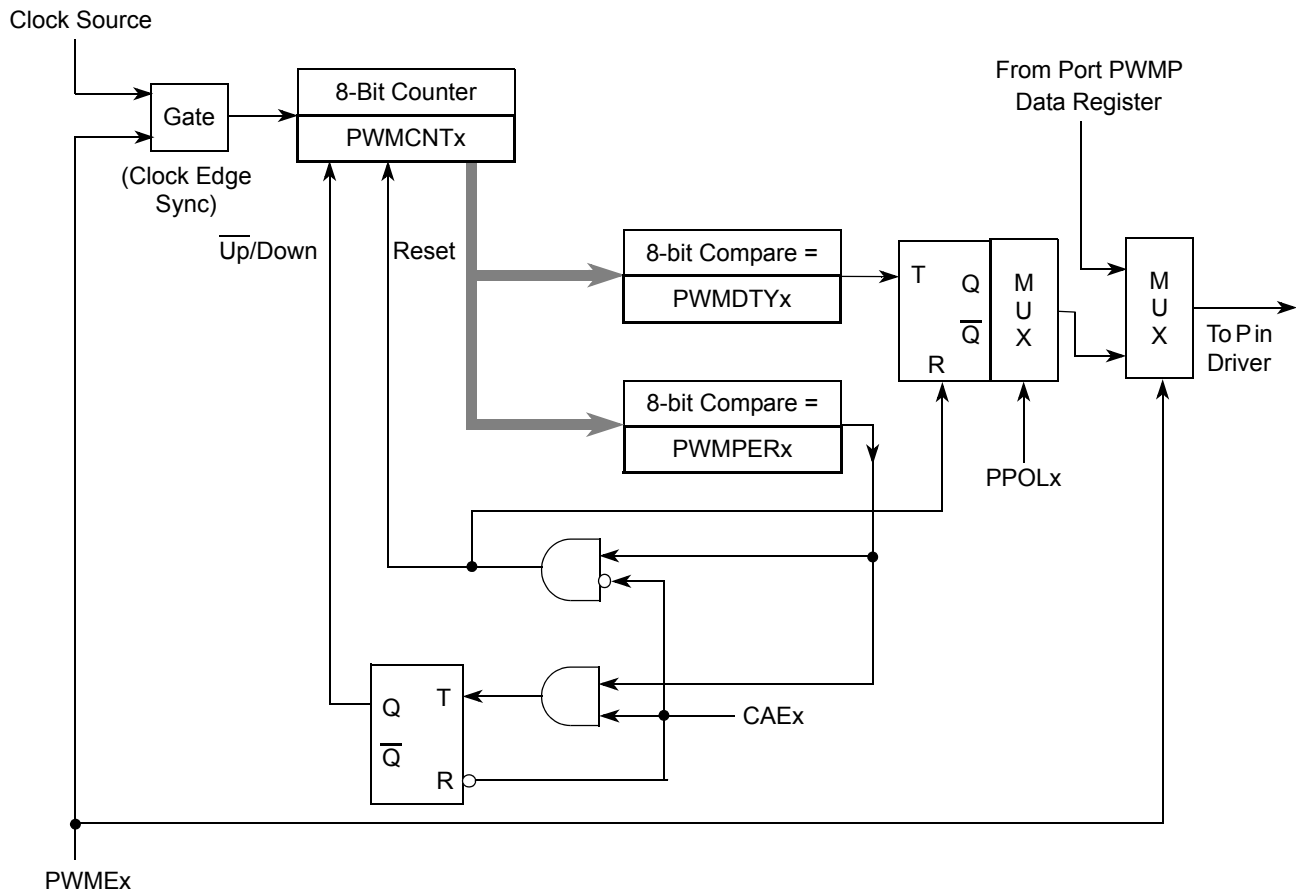 Clock Source
8-Bit Counter
PWMCNTx
Gate
(Clock Edge
Sync)
From Port PWMP
Data Register
U̅p̅/Down
Reset
8-bit Compare =
PWMDTYx
T
Q
Q̅
R
M
U
X
M
U
X
To Pin
Driver
8-bit Compare =
PWMPERx
PPOLx
Q
T
Q̅
R
CAEx
PWMEx